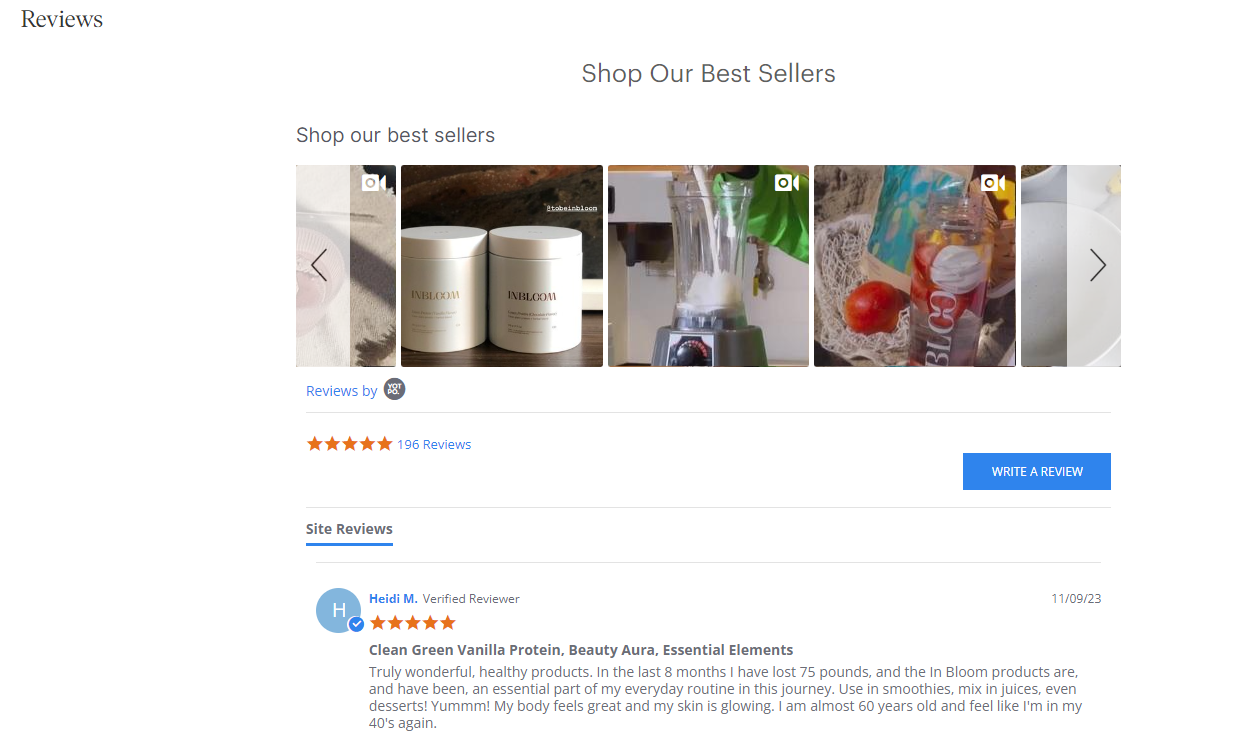 Reviews
Shop Our Best Sellers
Shop our best sellers
@tobeinbloom
INBLOOM
INBLOOM
BLOO
Reviews by YOTPO.
196 Reviews
WRITE A REVIEW
Site Reviews
H
Heidi M. Verified Reviewer
11/09/23
Clean Green Vanilla Protein, Beauty Aura, Essential Elements
Truly wonderful, healthy products. In the last 8 months I have lost 75 pounds, and the In Bloom products are,
and have been, an essential part of my everyday routine in this journey. Use in smoothies, mix in juices, even
desserts! Yummm! My body feels great and my skin is glowing. I am almost 60 years old and feel like I'm in my
40's again.